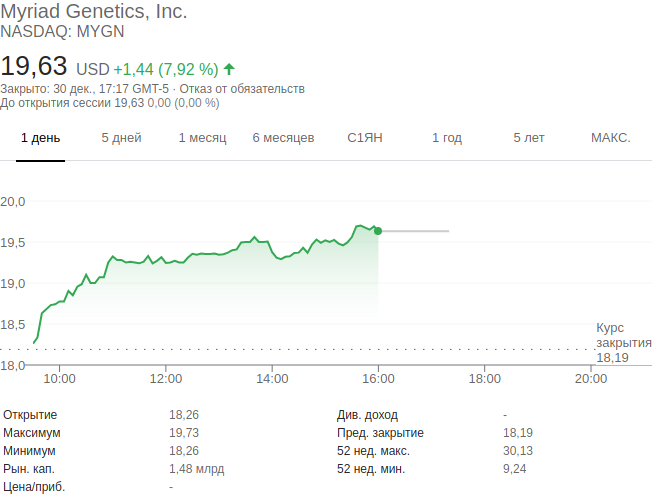 Myriad Genetics, Inc.
NASDAQ: MYGN
19,63 USD +1,44 (7,92 %)
Закрыто: 30 дек., 17:17 GMT-5 · Отказ от обязательств
До открытия сессии 19,63 0,00 (0,00 %)
1 день 5 дней 1 месяц 6 месяцев С1ЯН 1 год 5 лет МАКС.
20,0
19,5
19,0
18,5
Курс
закрытия
18,19
18,0
10:00 12:00 14:00 16:00 18:00 20:00
Открытие 18,26 Див. доход -
Максимум 19,73 Пред. закрытие 18,19
Минимум 18,26 52 нед. макс. 30,13
Рын. кап. 1,48 млрд 52 нед. мин. 9,24
Цена/приб. -